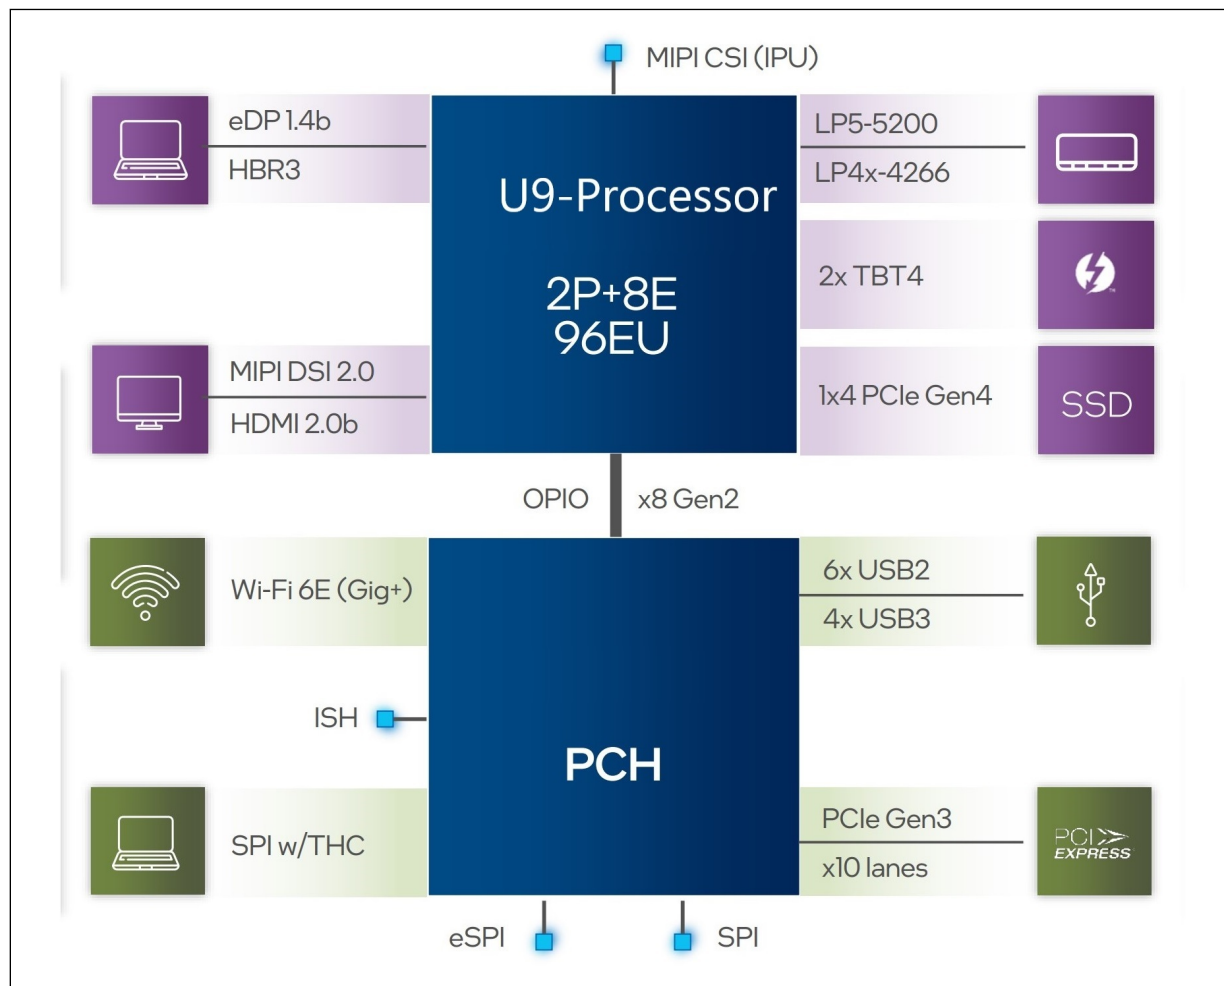 MIPI CSI (IPU)
eDP 1.4b
HBR3
U9-Processor
2P+8E
96EU
LP5-5200
LP4x-4266
2x TBT4
MIPI DSI 2.0
HDMI 2.0b
1x4 PCIe Gen4
SSD
OPIO
x8 Gen2
Wi-Fi 6E (Gig+)
6x USB2
4x USB3
ISH
PCH
SPI w/THC
PCIe Gen3
x10 lanes
PCI
EXPRESS
eSPI
SPI